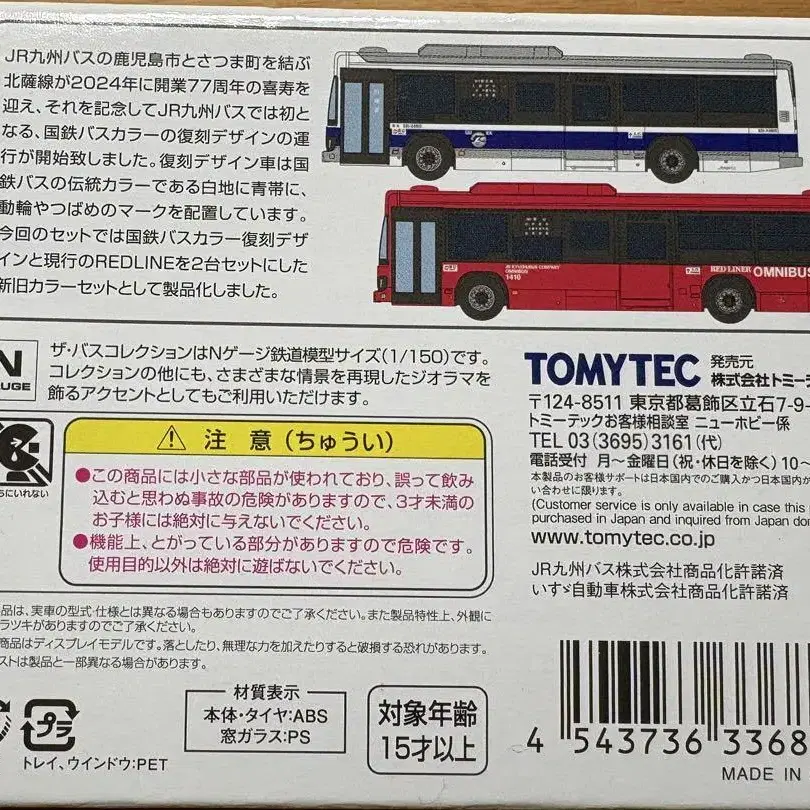 JR九州バスの鹿児島市とさつま町を結ぶ
北薩線が2024年に開業77周年の喜寿を
迎え、それを記念してJR九州バスでは初と
なる、国鉄バスカラーの復刻デザインの運
行が開始致しました。復刻デザイン車は国
鉄バスの伝統カラーである白地に青帯に、
動輪やつばめのマークを配置しています。
今回のセットでは国鉄バスカラー復刻デザ
インと現行のREDLINEを2台セットにした
新旧カラーセットとして製品化しました。
JR KYUSHU BUS COMPANY
OMNIBUS
1410
RED LINER OMNIBUS
N
GAUGE
ザ・バスコレクションはNゲージ鉄道模型サイズ(1/150)です。
コレクションの他にも、さまざまな情景を再現したジオラマを
飾るアクセントとしてもご利用いただけます。
TOMYTEC 発売元
株式会社トミー
〒124-8511 東京都葛飾区立石7-9-
トミーテックお客様相談室 ニューホビー係
TEL 03(3695)3161(代)
電話受付 月～金曜日(祝・休日を除く)10～
本製品のお客様サポートは日本国内でのご購入かつ日本国内か
い合わせに限ります。
(Customer service is only available in case this
purchased in Japan and inquired from Japan dom
www.tomytec.co.jp
JR九州バス株式会社商品化許諾済
いすゞ自動車株式会社商品化許諾済
ちにいれない
注意(ちゅうい)
●この商品には小さな部品が使われており、誤って飲み
込むと思わぬ事故の危険がありますので、3才未満の
お子様には絶対に与えないでください。
●機能上、とがっている部分がありますので危険です。
使用目的以外は絶対に遊ばないでください。
品は、実車の型式・仕様とは異なる場合もありますのでご了承ください。また製品特性上、外観に
ラツキがありますのでご了承ください。
商品はディスプレイモデルです。落としたり、無理な力を加えたりすると破損する恐れがあります。
ストは製品と一部異なる場合があります。
プラ
トレイ、ウインドウ:PET
材質表示
本体・タイヤ:ABS
窓ガラス:PS
対象年齢
15才以上
4 543736 3368
MADE IN